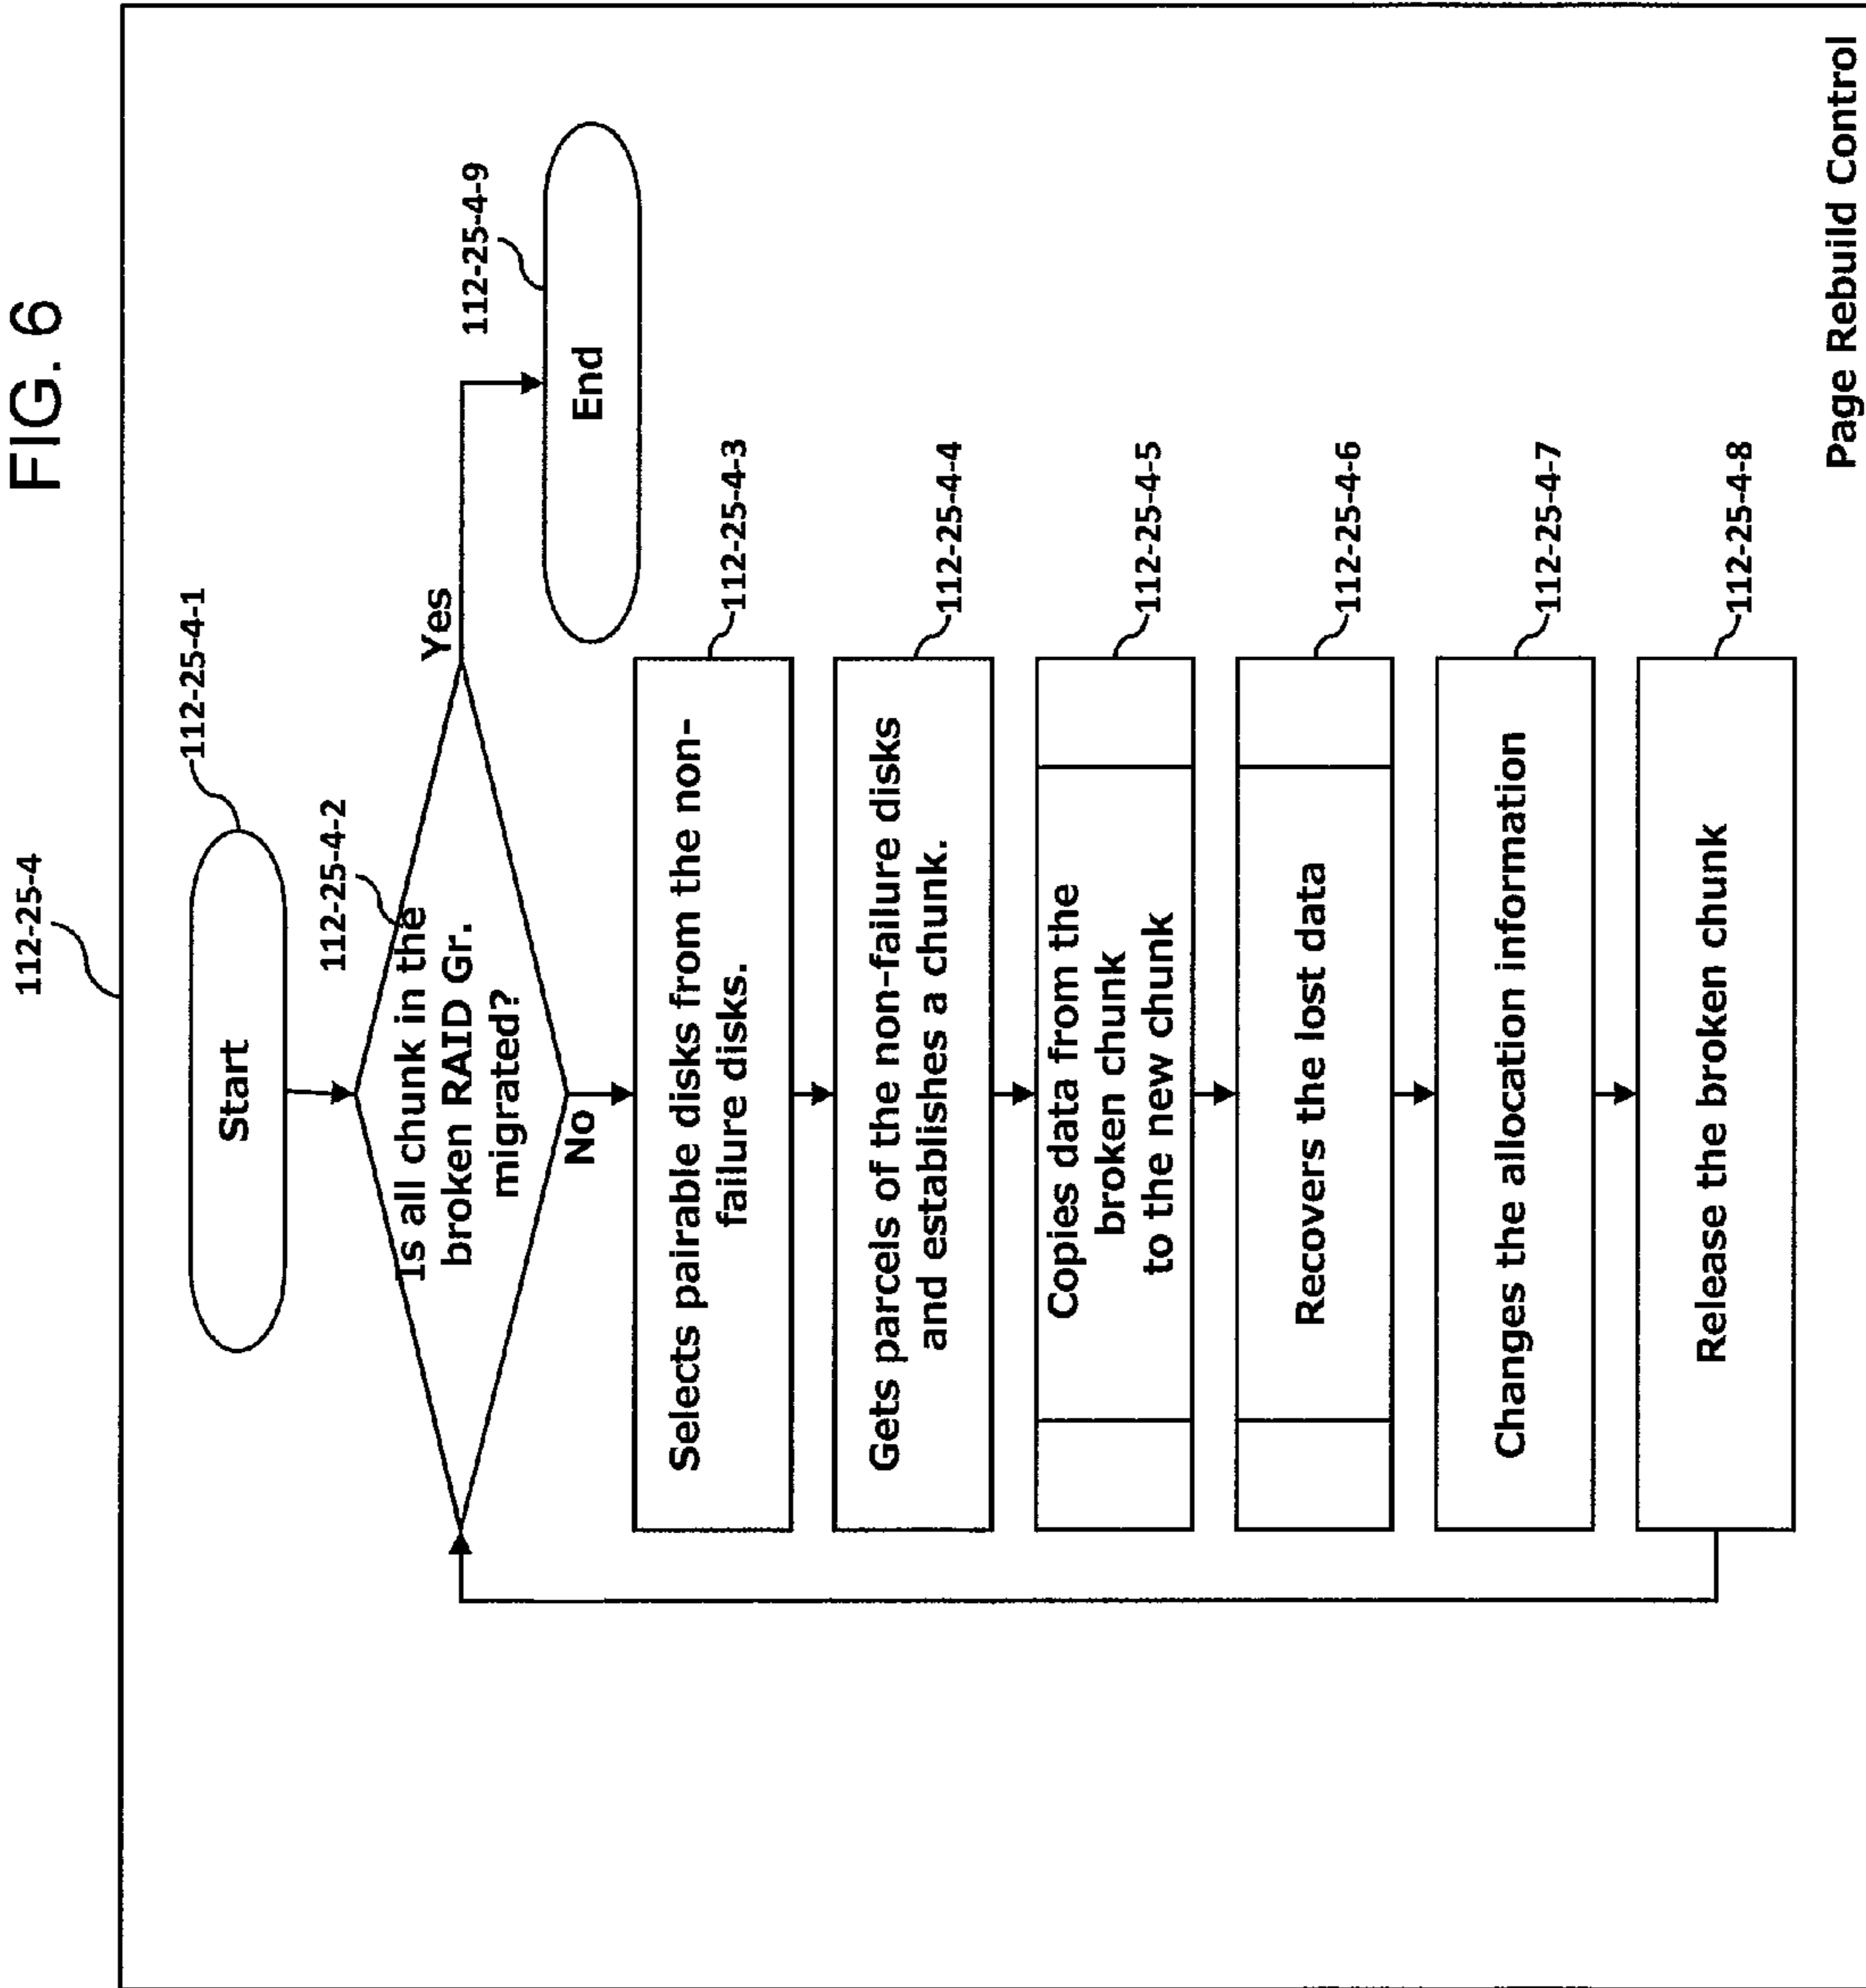 FIG. 6
112-25-4
112-25-4-1
Start
112-25-4-2
Is all chunk in the
broken RAID Gr.
migrated?
Yes
No
112-25-4-9
End
Selects pairable disks from the non-
failure disks.
112-25-4-3
Gets parcels of the non-failure disks
and establishes a chunk.
112-25-4-4
Copies data from the
broken chunk
to the new chunk
112-25-4-5
Recovers the lost data
112-25-4-6
Changes the allocation information
112-25-4-7
Release the broken chunk
112-25-4-8
Page Rebuild Control